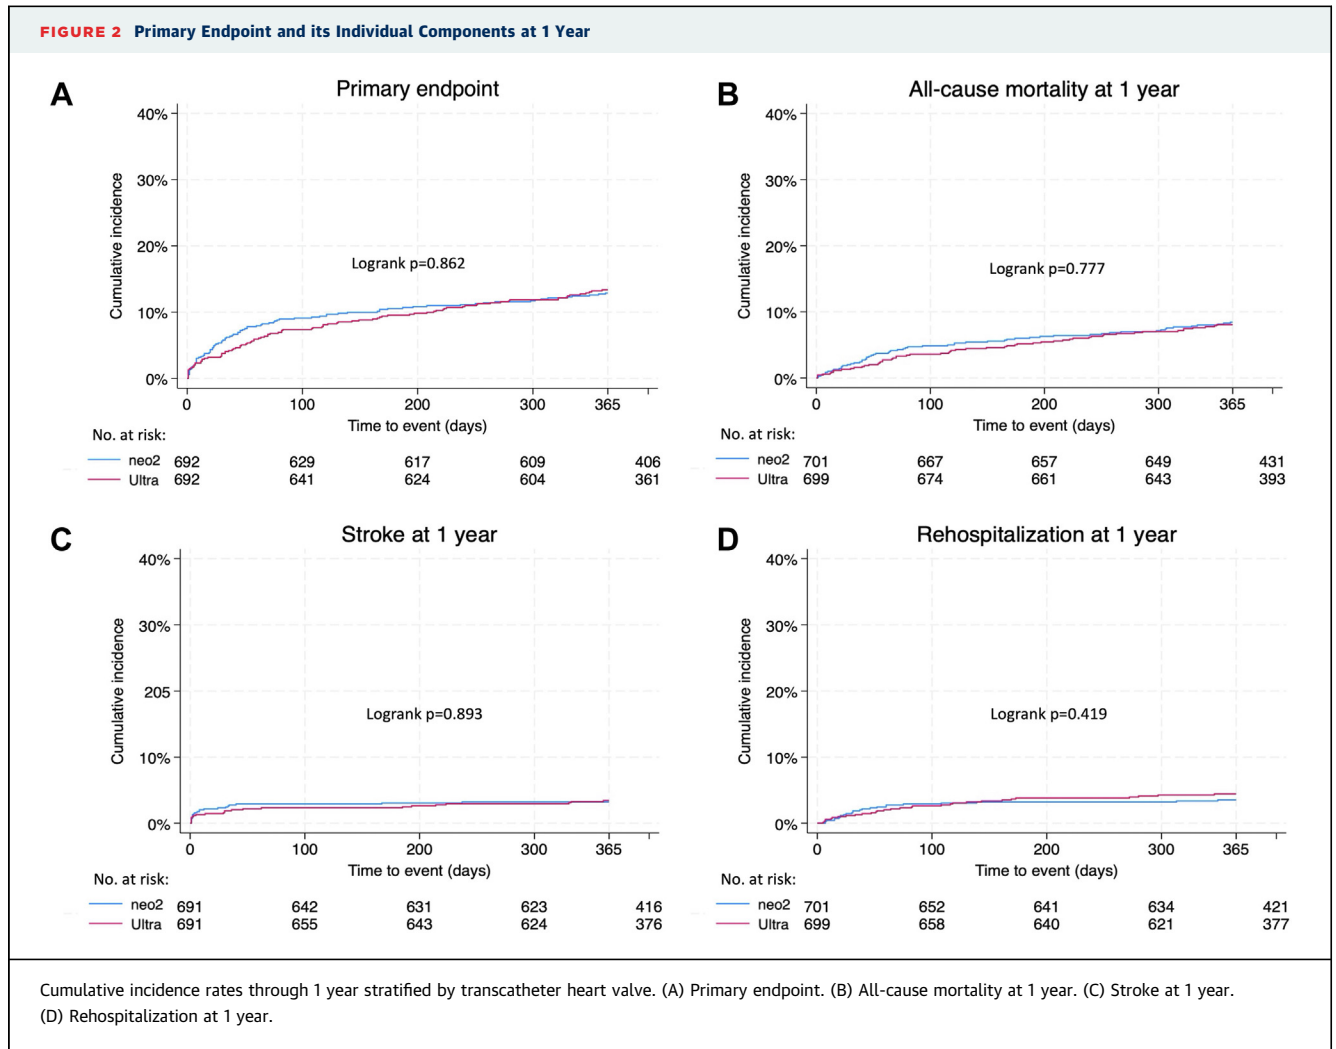 FIGURE 2 Primary Endpoint and its Individual Components at 1 Year
A
Primary endpoint
40%
30%
20%
10%
0%
Cumulative incidence
Logrank p=0.862
0 100 200 300 365
Time to event (days)
No. at risk:
neo2 692 629 617 609 406
Ultra 692 641 624 604 361
B
All-cause mortality at 1 year
40%
30%
20%
10%
0%
Cumulative incidence
Logrank p=0.777
0 100 200 300 365
Time to event (days)
No. at risk:
neo2 701 667 657 649 431
Ultra 699 674 661 643 393
C
Stroke at 1 year
40%
30%
205
10%
0%
Cumulative incidence
Logrank p=0.893
0 100 200 300 365
Time to event (days)
No. at risk:
neo2 691 642 631 623 416
Ultra 691 655 643 624 376
D
Rehospitalization at 1 year
40%
30%
20%
10%
0%
Cumulative incidence
Logrank p=0.419
0 100 200 300 365
Time to event (days)
No. at risk:
neo2 701 652 641 634 421
Ultra 699 658 640 621 377
Cumulative incidence rates through 1 year stratified by transcatheter heart valve. (A) Primary endpoint. (B) All-cause mortality at 1 year. (C) Stroke at 1 year.
(D) Rehospitalization at 1 year.